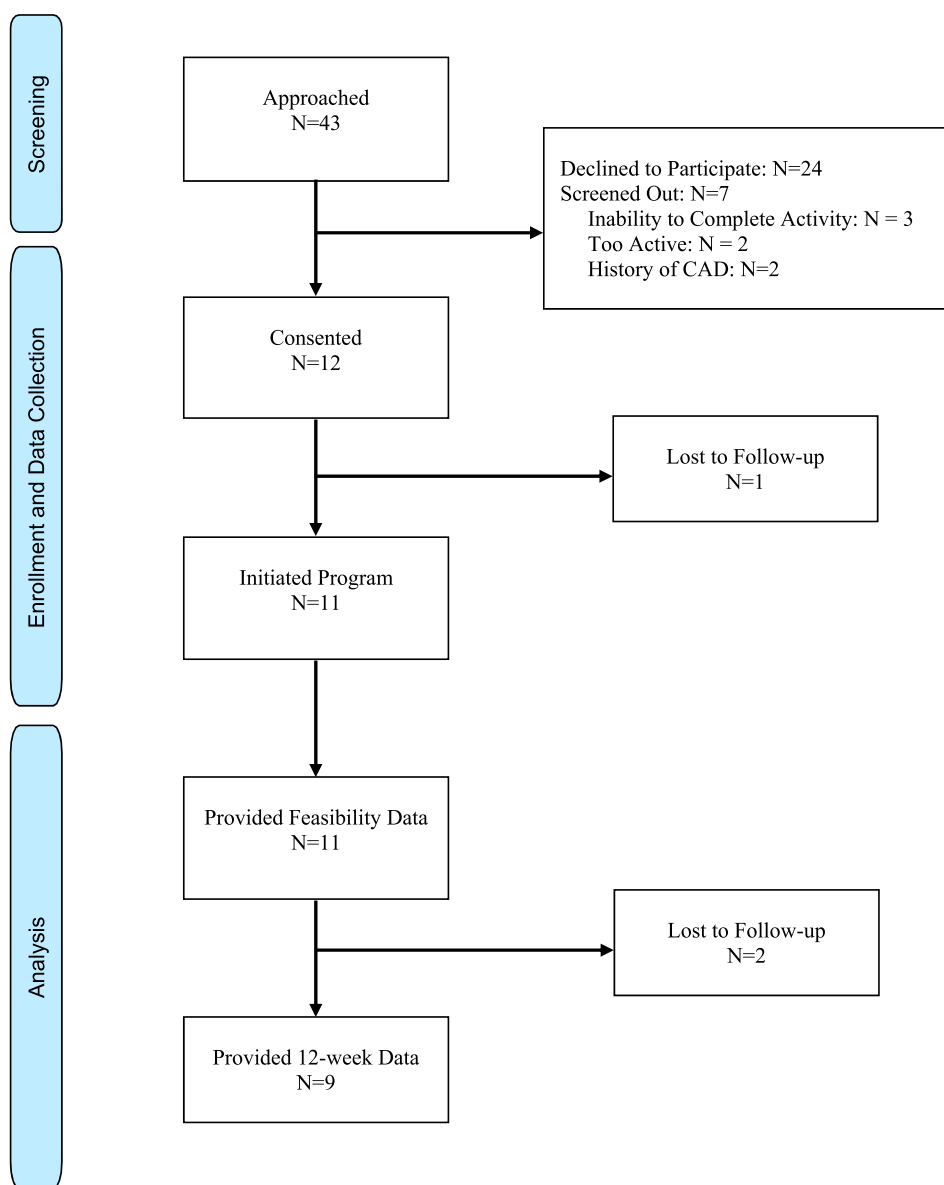 Screening
Approached
N=43
Declined to Participate: N=24
Screened Out: N=7
Inability to Complete Activity: N = 3
Too Active: N = 2
History of CAD: N=2
Enrollment and Data Collection
Consented
N=12
Lost to Follow-up
N=1
Initiated Program
N=11
Analysis
Provided Feasibility Data
N=11
Lost to Follow-up
N=2
Provided 12-week Data
N=9